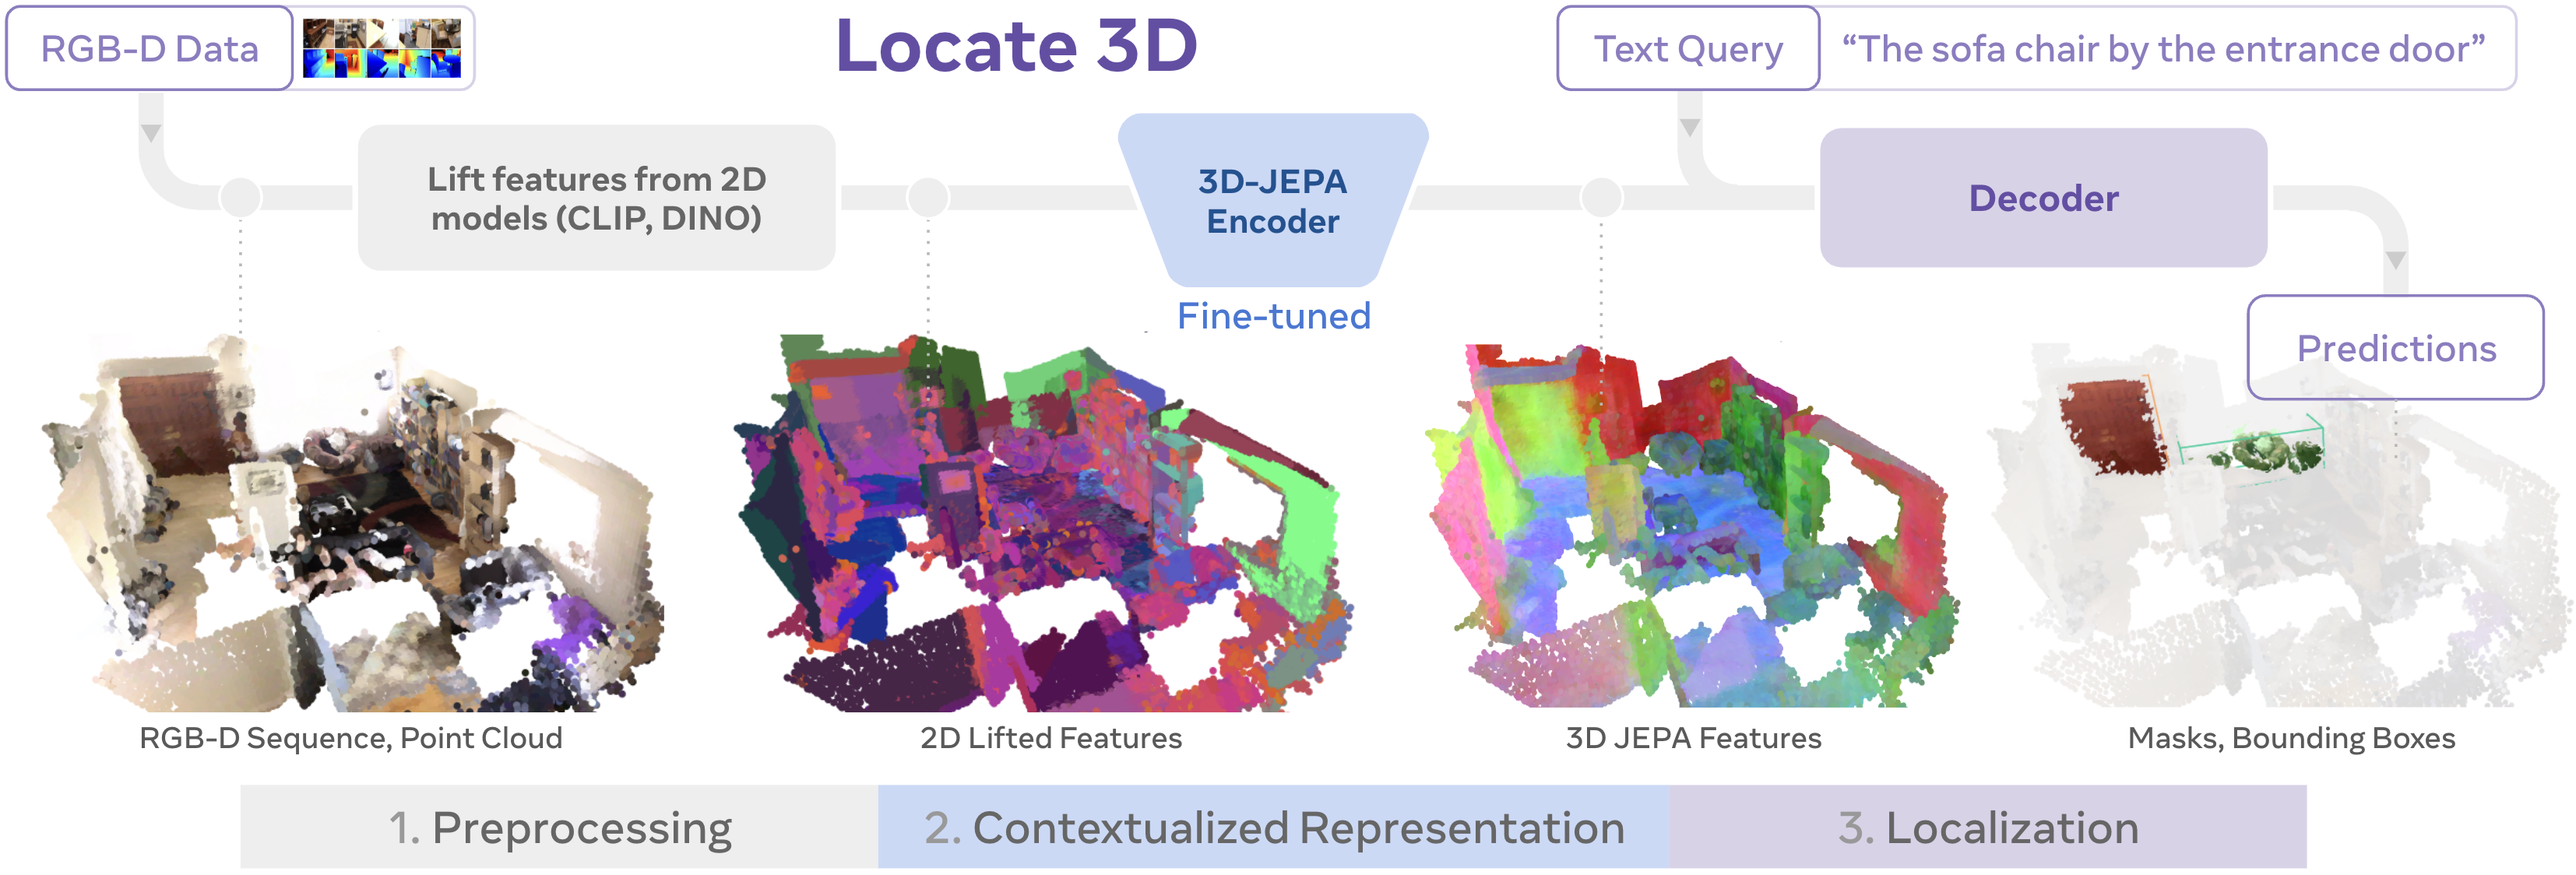 RGB-D Data
Locate 3D
Text Query
“The sofa chair by the entrance door”
Lift features from 2D
models (CLIP, DINO)
3D-JEPA
Encoder
Fine-tuned
Decoder
Predictions
RGB-D Sequence, Point Cloud
2D Lifted Features
3D JEPA Features
Masks, Bounding Boxes
1. Preprocessing
2. Contextualized Representation
3. Localization